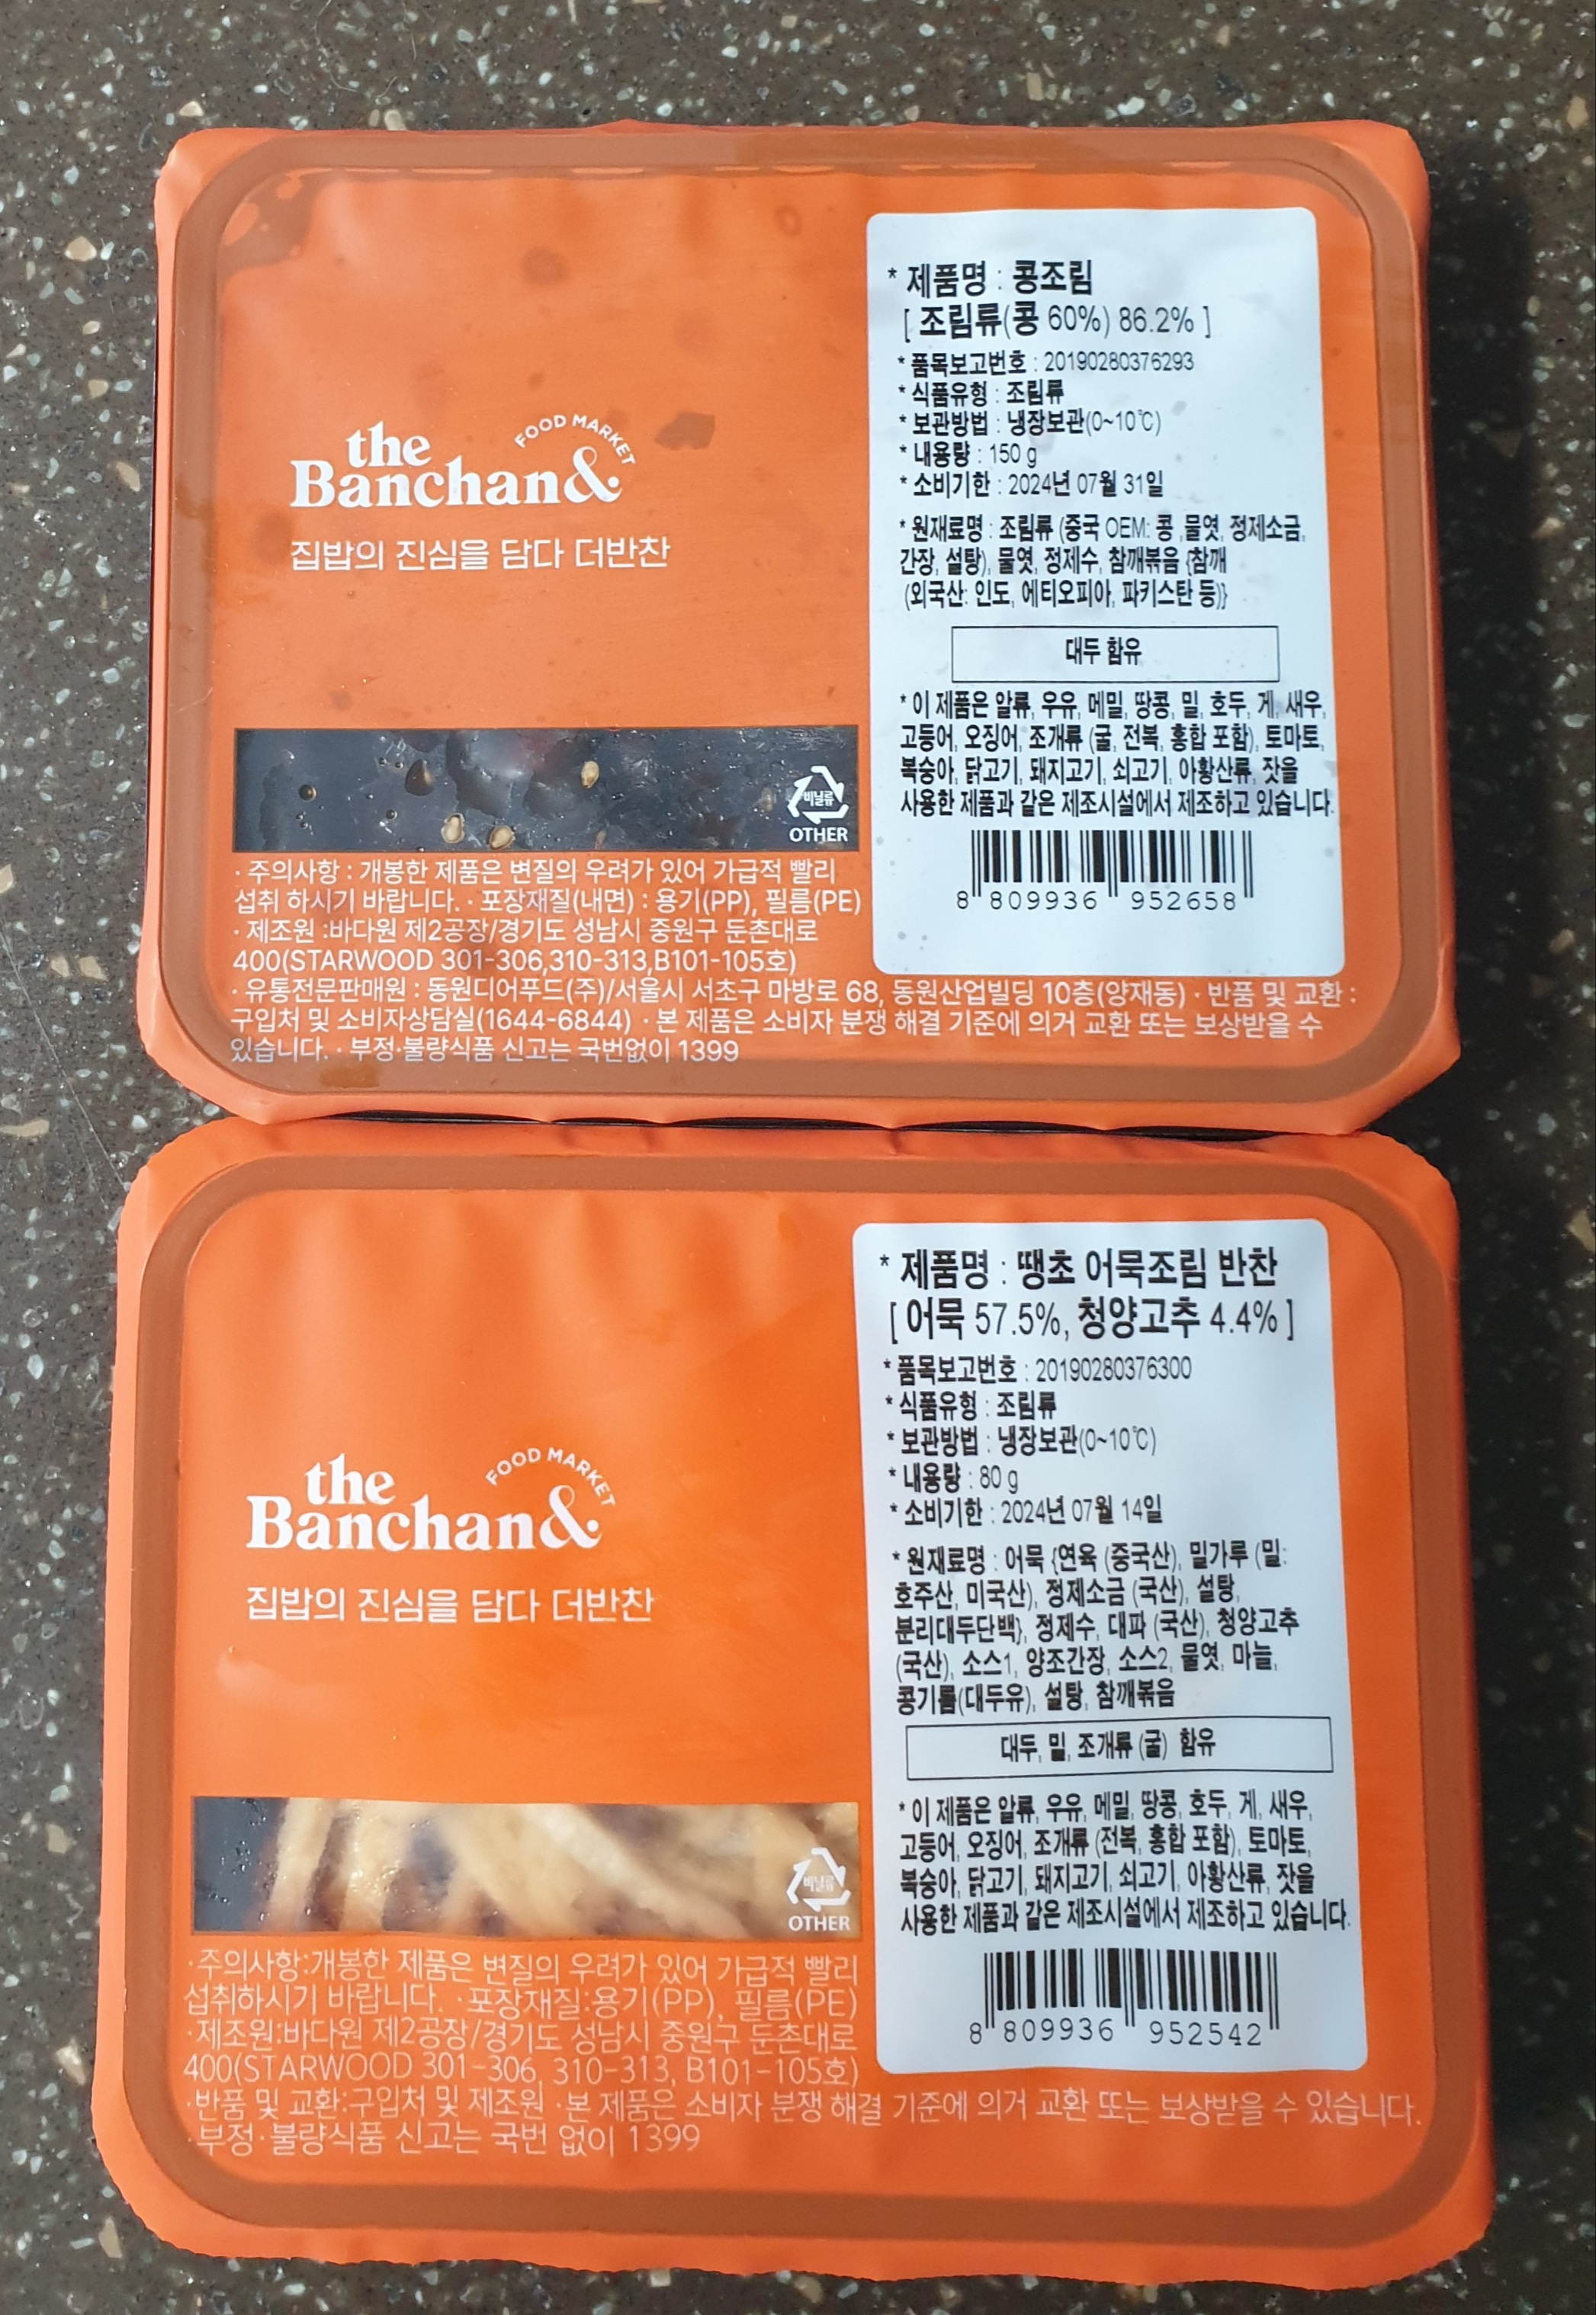 the
Banchan&
FOOD MARKET
집밥의 진심을 담다 더반찬
* 제품명 : 콩조림
[ 조림류(콩 60%) 86.2% ]
* 품목보고번호 : 20190280376293
* 식품유형 : 조림류
* 보관방법 : 냉장보관(0~10℃)
* 내용량 : 150 g
* 소비기한 : 2024년 07월 31일
* 원재료명 : 조림류 (중국 OEM: 콩, 물엿, 정제소금,
간장, 설탕), 물엿, 정제수, 참깨볶음 {참깨
(외국산: 인도, 에티오피아, 파키스탄 등)}
대두 함유
* 이 제품은 알류, 우유, 메밀, 땅콩, 밀, 호두, 게, 새우,
고등어, 오징어, 조개류 (굴, 전복, 홍합 포함), 토마토,
복숭아, 닭고기, 돼지고기, 쇠고기, 아황산류, 잣을
사용한 제품과 같은 제조시설에서 제조하고 있습니다.
8 809936 952658
비닐류
OTHER
· 주의사항 : 개봉한 제품은 변질의 우려가 있어 가급적 빨리
섭취 하시기 바랍니다. · 포장재질(내면) : 용기(PP), 필름(PE)
· 제조원 :바다원 제2공장/경기도 성남시 중원구 둔촌대로
400(STARWOOD 301-306,310-313,B101-105호)
· 유통전문판매원 : 동원디어푸드(주)/서울시 서초구 마방로 68, 동원산업빌딩 10층(양재동) · 반품 및 교환 :
구입처 및 소비자상담실(1644-6844) · 본 제품은 소비자 분쟁 해결 기준에 의거 교환 또는 보상받을 수
있습니다. · 부정·불량식품 신고는 국번없이 1399
the
Banchan&
FOOD MARKET
집밥의 진심을 담다 더반찬
* 제품명 : 땡초 어묵조림 반찬
[ 어묵 57.5%, 청양고추 4.4% ]
* 품목보고번호 : 20190280376300
* 식품유형 : 조림류
* 보관방법 : 냉장보관(0~10℃)
* 내용량 : 80 g
* 소비기한 : 2024년 07월 14일
* 원재료명 : 어묵 {연육 (중국산), 밀가루 (밀:
호주산, 미국산), 정제소금 (국산), 설탕,
분리대두단백}, 정제수, 대파 (국산), 청양고추
(국산), 소스1, 양조간장, 소스2, 물엿, 마늘,
콩기름(대두유), 설탕, 참깨볶음
대두, 밀, 조개류 (굴) 함유
* 이 제품은 알류, 우유, 메밀, 땅콩, 호두, 게, 새우,
고등어, 오징어, 조개류 (전복, 홍합 포함), 토마토,
복숭아, 닭고기, 돼지고기, 쇠고기, 아황산류, 잣을
사용한 제품과 같은 제조시설에서 제조하고 있습니다.
8 809936 952542
비닐류
OTHER
·주의사항:개봉한 제품은 변질의 우려가 있어 가급적 빨리
섭취하시기 바랍니다. ·포장재질:용기(PP), 필름(PE)
·제조원:바다원 제2공장/경기도 성남시 중원구 둔촌대로
400(STARWOOD 301-306, 310-313, B101-105호)
·반품 및 교환:구입처 및 제조원 ·본 제품은 소비자 분쟁 해결 기준에 의거 교환 또는 보상받을 수 있습니다.
·부정·불량식품 신고는 국번 없이 1399